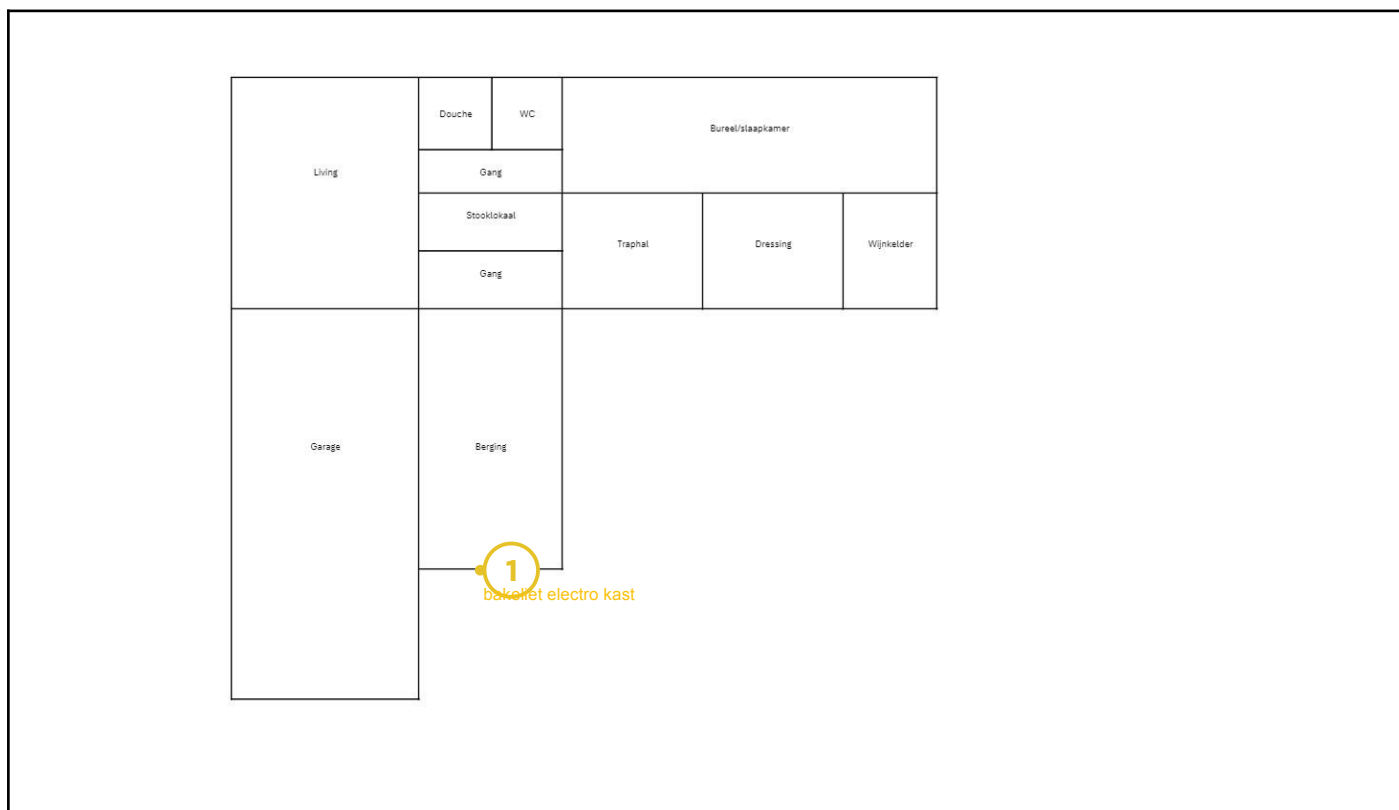 Douche
WC
Bureel/slaapkamer
Living
Gang
Stooklokaal
Traphal
Dressing
Wijnkelder
Gang
Garage
Berging
1
bakeliet electro kast